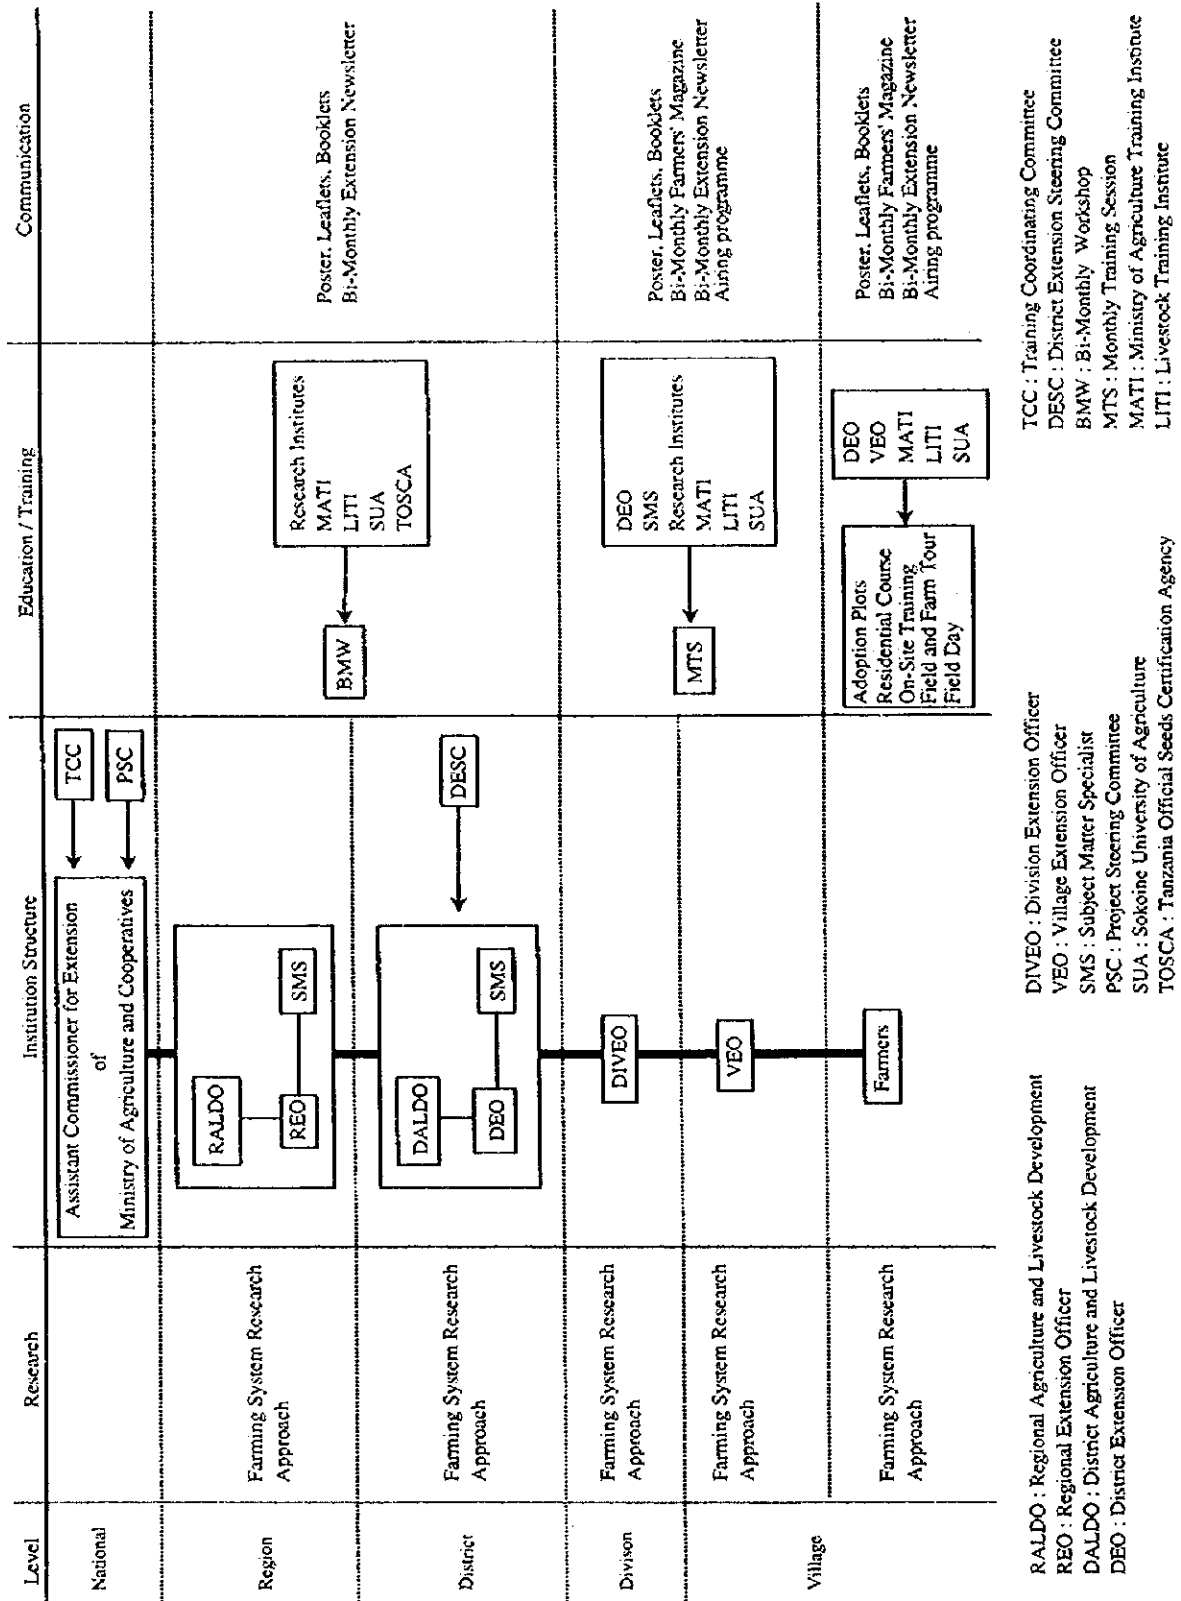 Level
Research
Institution Structure
Education / Training
Communication
National
Assistant Commissioner for Extension
of
Ministry of Agriculture and Cooperatives
TCC
PSC
Region
Farming System Research
Approach
RALDO
REO
SMS
BMW
Research Institutes
MATI
LITI
SUA
TOSCA
Poster, Leaflets, Booklets
Bi-Monthly Extension Newsletter
District
Farming System Research
Approach
DALDO
DEO
SMS
DESC
Divison
Farming System Research
Approach
DIVEO
MTS
DEO
SMS
Research Institutes
MATI
LITI
SUA
Poster, Leaflets, Booklets
Bi-Monthly Farmers' Magazine
Bi-Monthly Extension Newsletter
Airing programme
Village
Farming System Research
Approach
VEO
Farming System Research
Approach
Farmers
Adoption Plots
Residential Course
On-Site Training
Field and Farm Tour
Field Day
DEO
VEO
MATI
LITI
SUA
Poster, Leaflets, Booklets
Bi-Monthly Farmers' Magazine
Bi-Monthly Extension Newsletter
Airing programme
RALDO : Regional Agriculture and Livestock Development
REO : Regional Extension Officer
DALDO : District Agriculture and Livestock Development
DEO : District Extension Officer
DIVEO : Division Extension Officer
VEO : Village Extension Officer
SMS : Subject Matter Specialist
PSC : Project Steering Committee
SUA : Sokoine University of Agriculture
TOSCA : Tanzania Official Seeds Certification Agency
TCC : Training Coordinating Committee
DESC : District Extension Steering Committee
BMW : Bi-Monthly Workshop
MTS : Monthly Training Session
MATI : Ministry of Agriculture Training Institute
LITI : Livestock Training Institute